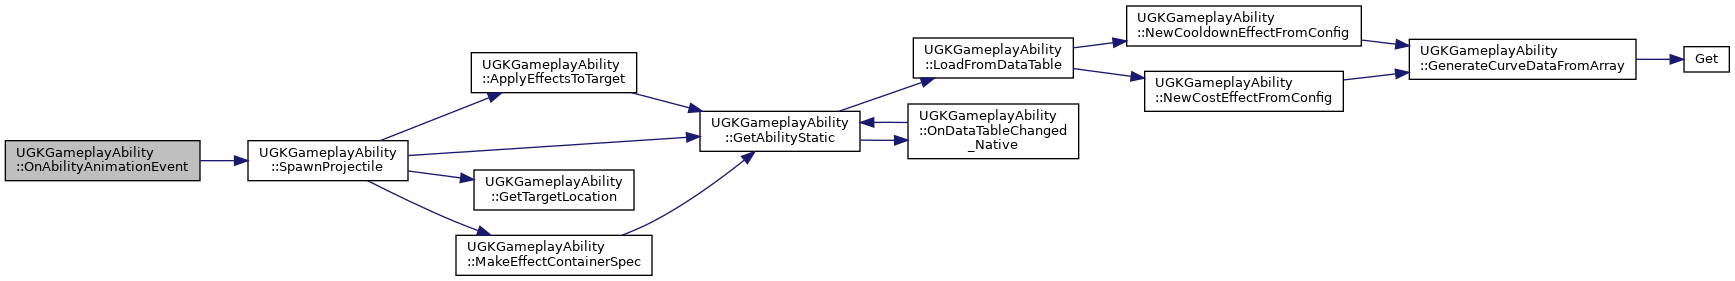 UGKGameplayAbility
::OnAbilityAnimationEvent
UGKGameplayAbility
::SpawnProjectile
UGKGameplayAbility
::ApplyEffectsToTarget
UGKGameplayAbility
::GetTargetLocation
UGKGameplayAbility
::MakeEffectContainerSpec
UGKGameplayAbility
::GetAbilityStatic
UGKGameplayAbility
::LoadFromDataTable
UGKGameplayAbility
::OnDataTableChanged
_Native
UGKGameplayAbility
::NewCooldownEffectFromConfig
UGKGameplayAbility
::NewCostEffectFromConfig
UGKGameplayAbility
::GenerateCurveDataFromArray
Get